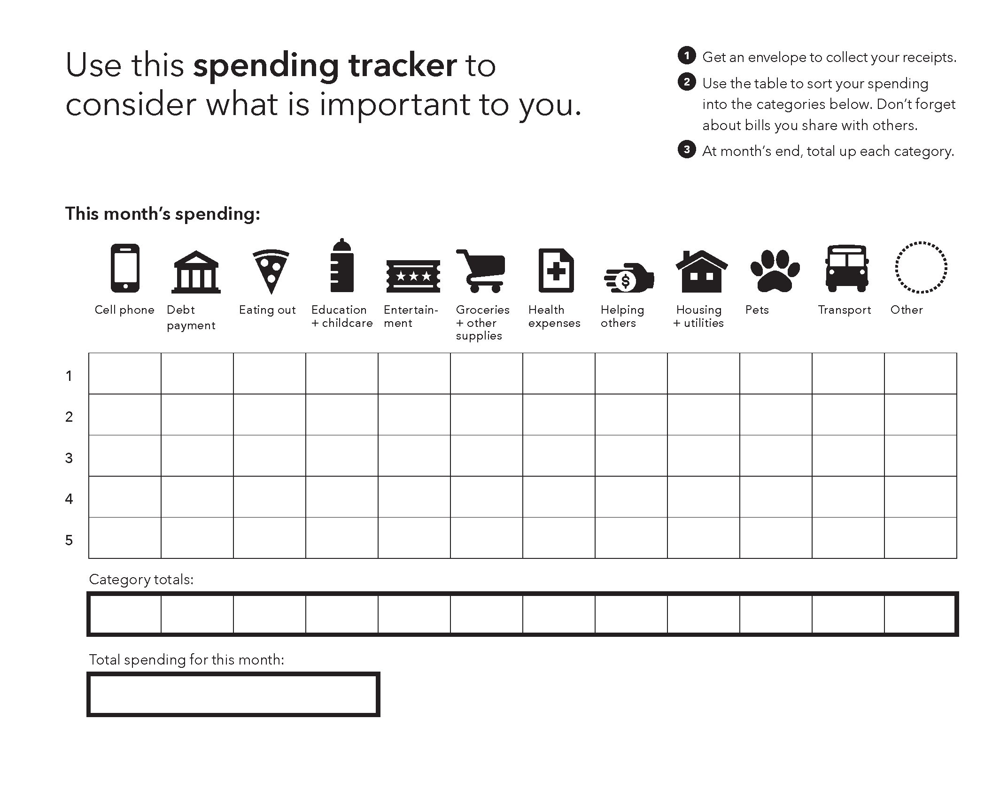 Use this spending tracker to
consider what is important to you.
1 Get an envelope to collect your receipts.
2 Use the table to sort your spending
into the categories below. Don’t forget
about bills you share with others.
3 At month’s end, total up each category.
This month’s spending:
$
Cell phone
Debt
payment
Eating out
Education
+ childcare
Entertain-
ment
Groceries
+ other
supplies
Health
expenses
Helping
others
Housing
+ utilities
Pets
Transport
Other
1
2
3
4
5
Category totals:
Total spending for this month: